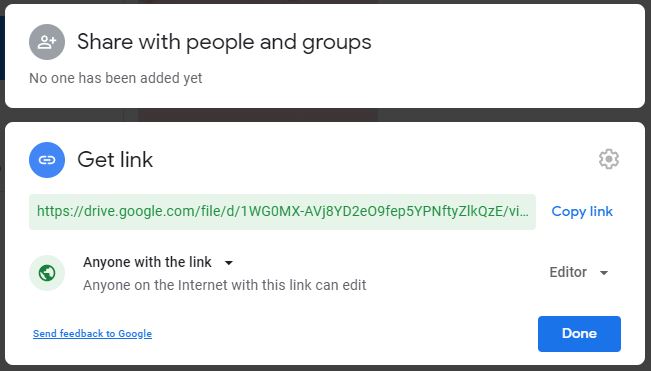 Share with people and groups
No one has been added yet
Get link
https://drive.google.com/file/d/1WG0MX-AVj8YD2eO9fep5YPNftyZlkQzE/vi...
Copy link
Anyone with the link
Anyone on the Internet with this link can edit
Editor
Send feedback to Google
Done